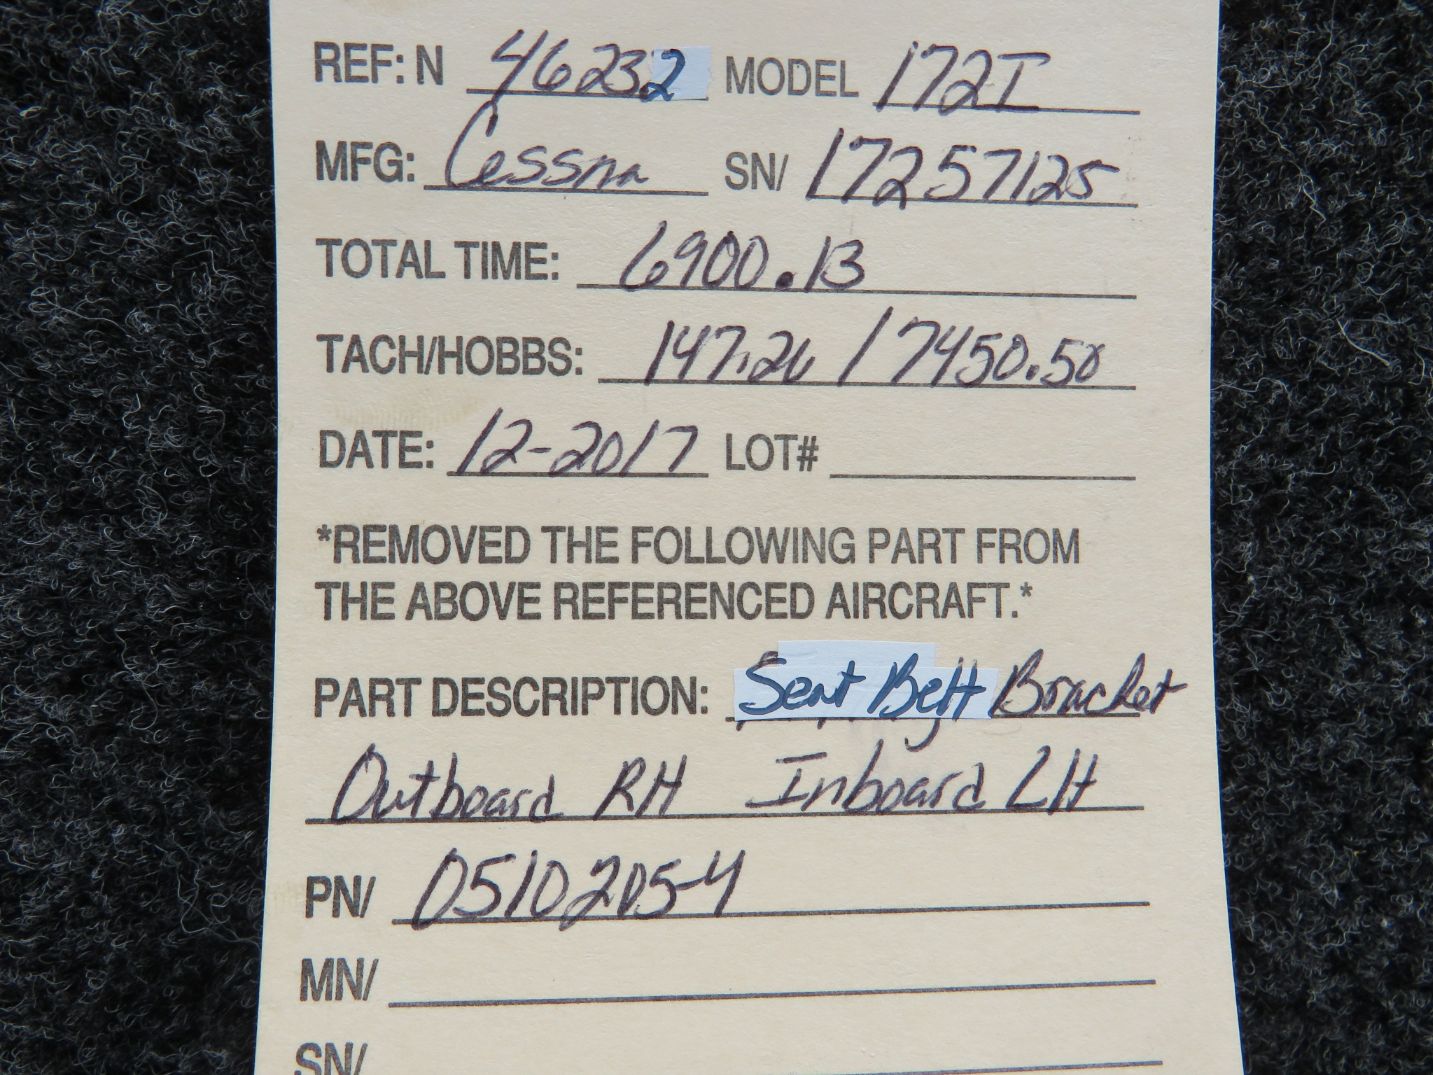 REF: N 46232 MODEL 172I
MFG: Cessna SN/ 17257125
TOTAL TIME: 6900.13
TACH/HOBBS: 147.26 / 7450.50
DATE: 12-2017 LOT#
*REMOVED THE FOLLOWING PART FROM
THE ABOVE REFERENCED AIRCRAFT.*
PART DESCRIPTION: Seat Belt Bracket
Outboard RH Inboard LH
PN/ 0510205-4
MN/
SN/